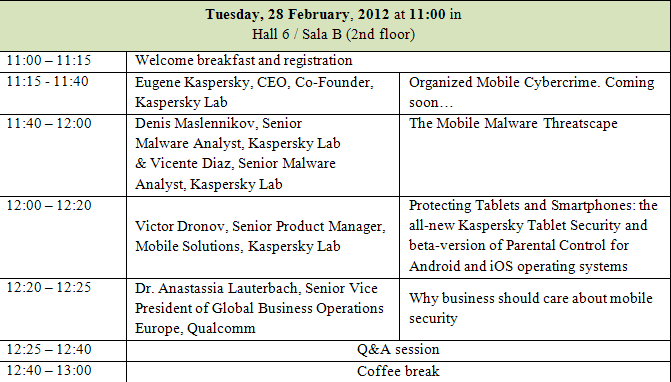 Tuesday, 28 February, 2012 at 11:00 in
Hall 6 / Sala B (2nd floor)
11:00 – 11:15 Welcome breakfast and registration
11:15 - 11:40 Eugene Kaspersky, CEO, Co-Founder,
Kaspersky Lab
Organized Mobile Cybercrime. Coming
soon…
11:40 – 12:00 Denis Maslennikov, Senior
Malware Analyst, Kaspersky Lab
& Vicente Diaz, Senior Malware
Analyst, Kaspersky Lab
The Mobile Malware Threatscape
12:00 – 12:20
Victor Dronov, Senior Product Manager,
Mobile Solutions, Kaspersky Lab
Protecting Tablets and Smartphones: the
all-new Kaspersky Tablet Security and
beta-version of Parental Control for
Android and iOS operating systems
12:20 – 12:25 Dr. Anastassia Lauterbach, Senior Vice
President of Global Business Operations
Europe, Qualcomm
Why business should care about mobile
security
12:25 – 12:40 Q&A session
12:40 – 13:00 Coffee break